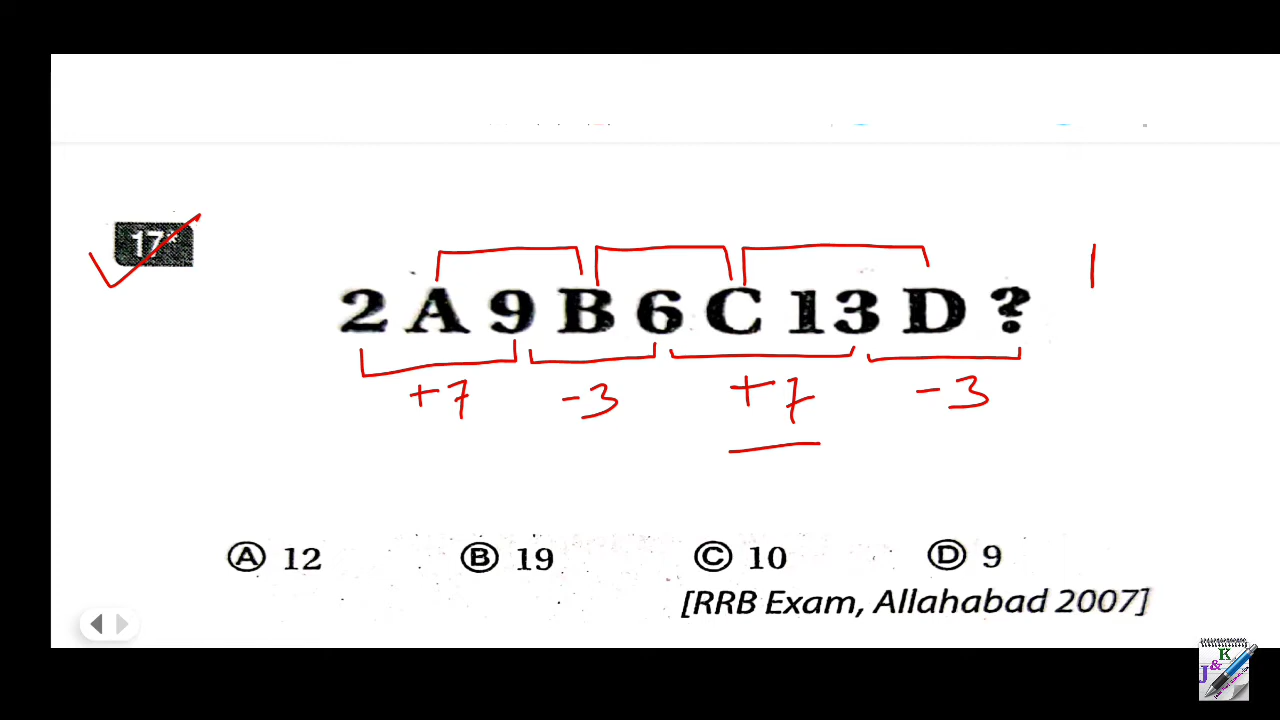 17*
2 A 9 B 6 C 13 D ?
+7 -3 +7 -3
Ⓐ 12 Ⓑ 19 Ⓒ 10 Ⓓ 9
[RRB Exam, Allahabad 2007]
J&K